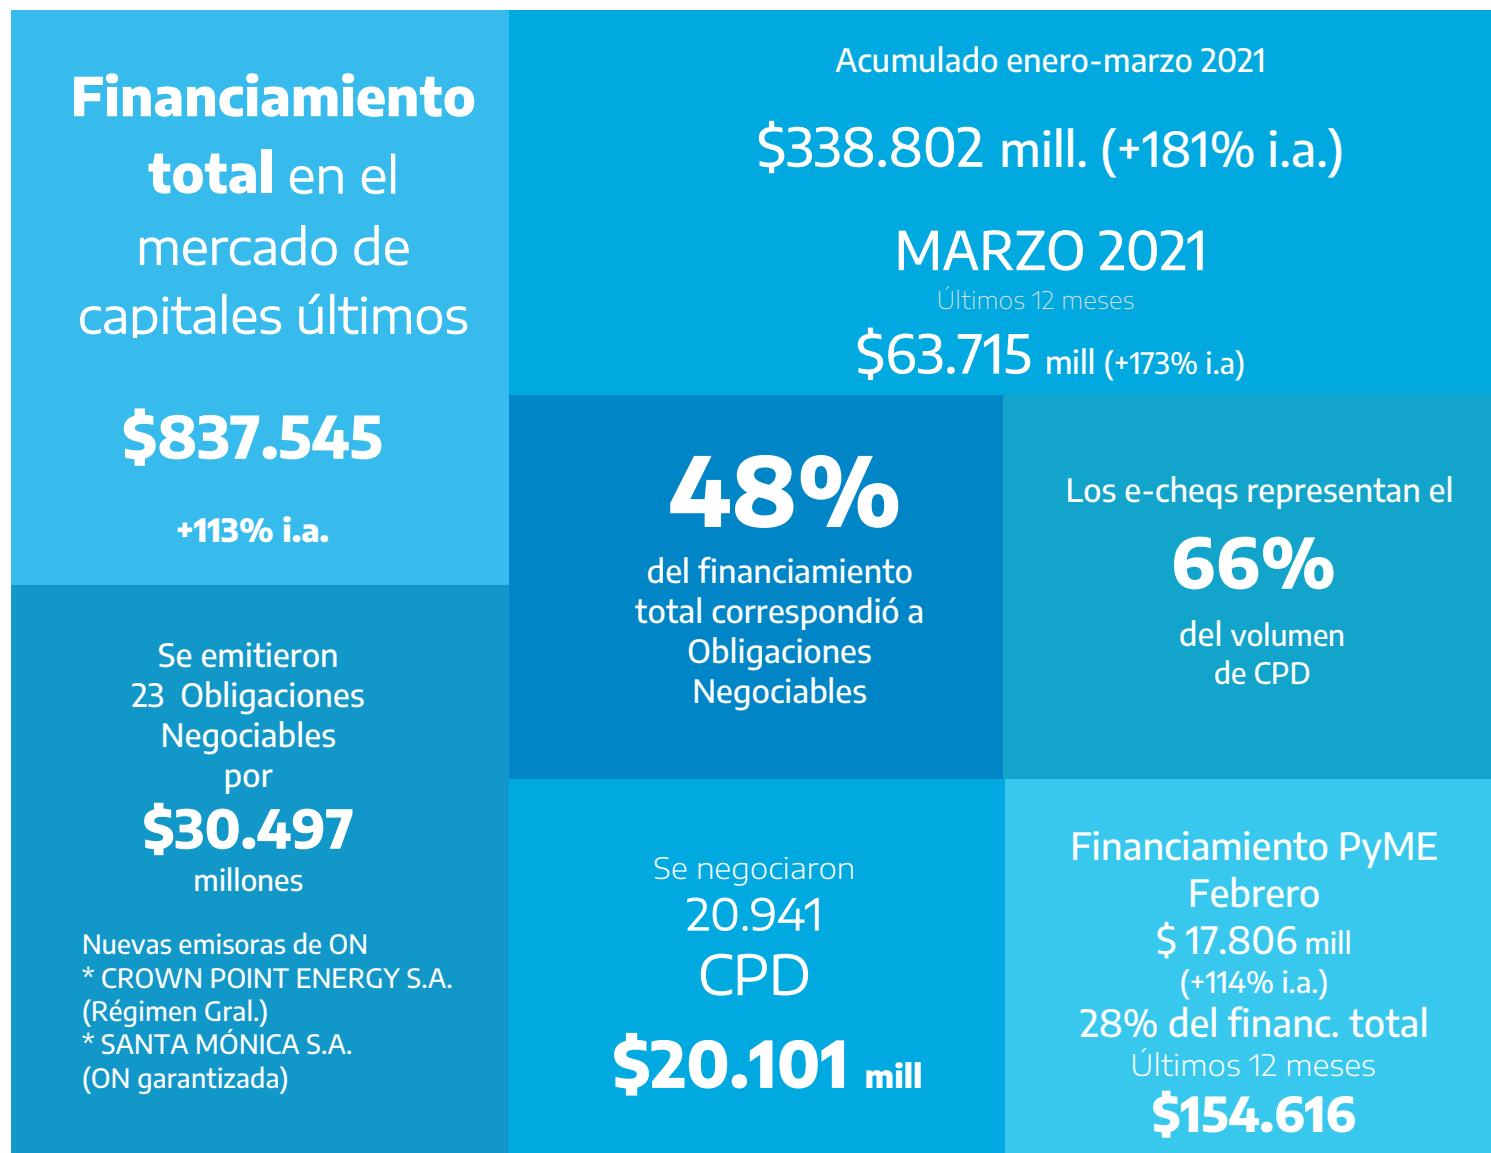 Financiamiento
total en el
mercado de
capitales últimos
$837.545
+113% i.a.
Acumulado enero-marzo 2021
$338.802 mill. (+181% i.a.)
MARZO 2021
Últimos 12 meses
$63.715 mill (+173% i.a)
48%
del financiamiento
total correspondió a
Obligaciones
Negociables
Los e-cheqs representan el
66%
del volumen
de CPD
Se emitieron
23 Obligaciones
Negociables
por
$30.497
millones
Nuevas emisoras de ON
* CROWN POINT ENERGY S.A.
(Régimen Gral.)
* SANTA MÓNICA S.A.
(ON garantizada)
Se negociaron
20.941
CPD
$20.101 mill
Financiamiento PyME
Febrero
$ 17.806 mill
(+114% i.a.)
28% del financ. total
Últimos 12 meses
$154.616